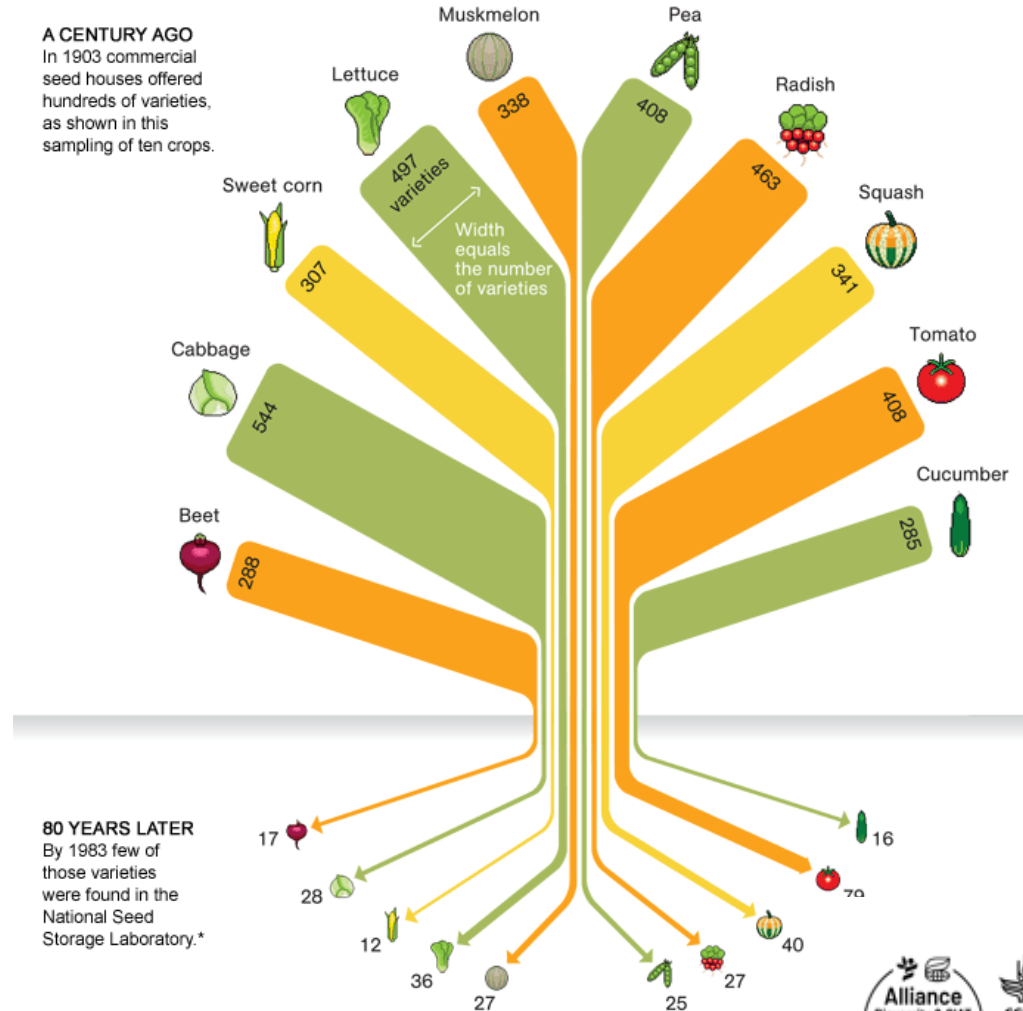 A CENTURY AGO
In 1903 commercial
seed houses offered
hundreds of varieties,
as shown in this
sampling of ten crops.
Muskmelon
338
Pea
408
Lettuce
497
varieties
Width
equals
the number
of varieties
Radish
463
Sweet corn
307
Squash
341
Cabbage
544
Tomato
408
Beet
288
Cucumber
285
80 YEARS LATER
By 1983 few of
those varieties
were found in the
National Seed
Storage Laboratory.*
17
28
12
36
27
25
27
40
79
16
Alliance